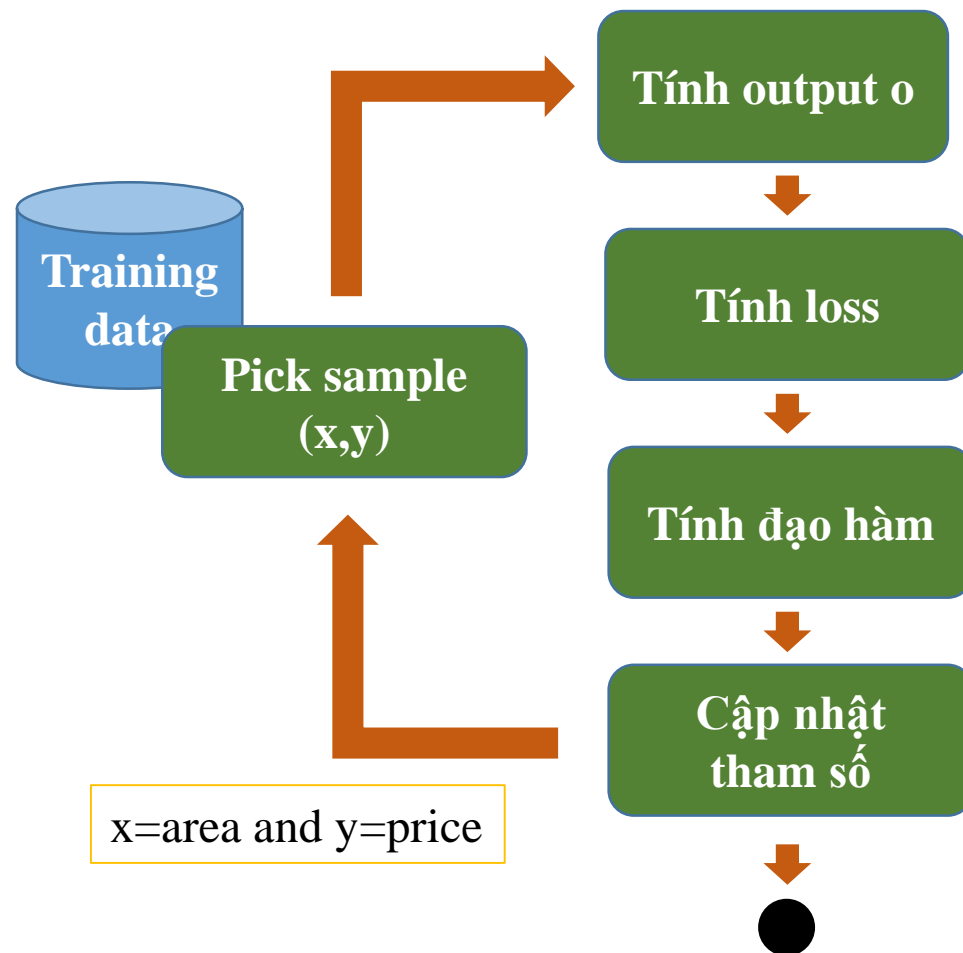 Tính output o
Training
data
Pick sample
(x,y)
Tính loss
Tính đạo hàm
Cập nhật
tham số
x=area and y=price